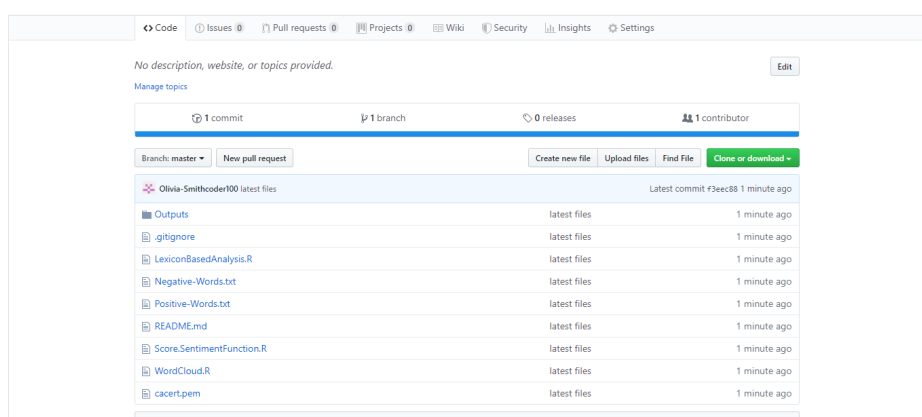 Code Issues 0 Pull requests 0 Projects 0 Wiki Security Insights Settings
No description, website, or topics provided. Edit
Manage topics
1 commit 1 branch 0 releases 1 contributor
Branch: master New pull request Create new file Upload files Find File Clone or download
Olivia-Smithcoder100 latest files Latest commit f3eec88 1 minute ago
Outputs latest files 1 minute ago
.gitignore latest files 1 minute ago
LexiconBasedAnalysis.R latest files 1 minute ago
Negative-Words.txt latest files 1 minute ago
Positive-Words.txt latest files 1 minute ago
README.md latest files 1 minute ago
Score.SentimentFunction.R latest files 1 minute ago
WordCloud.R latest files 1 minute ago
cacert.pem latest files 1 minute ago